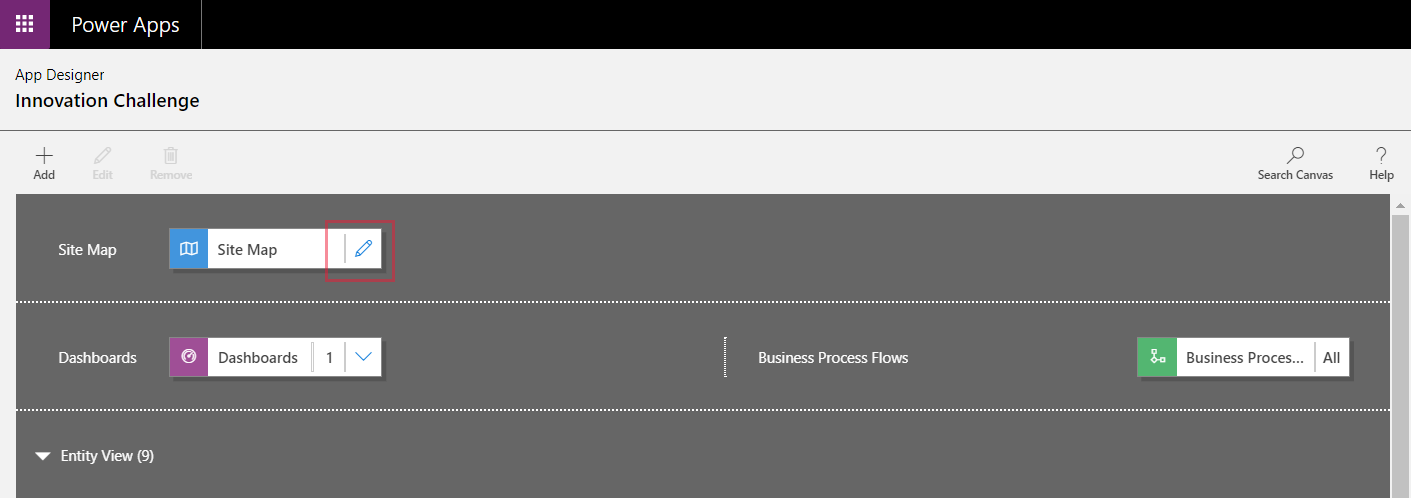 Power Apps
App Designer
Innovation Challenge
Add Edit Remove Search Canvas Help
Site Map Site Map
Dashboards Dashboards 1 Business Process Flows Business Proces... All
Entity View (9)